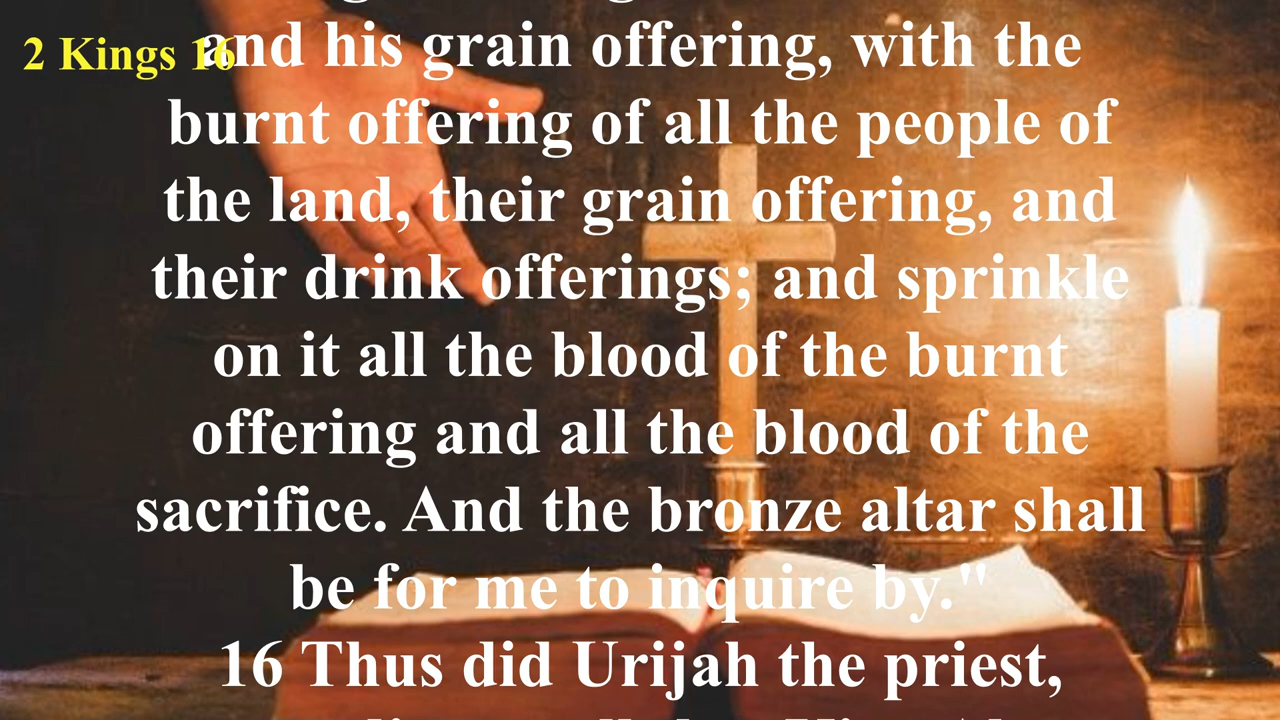 2 Kings 16
and his grain offering, with the
burnt offering of all the people of
the land, their grain offering, and
their drink offerings; and sprinkle
on it all the blood of the burnt
offering and all the blood of the
sacrifice. And the bronze altar shall
be for me to inquire by."
16 Thus did Urijah the priest,